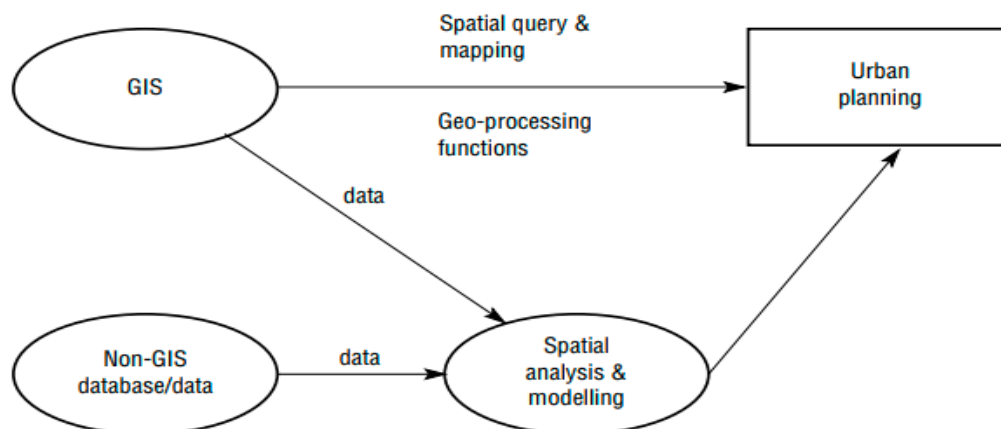 Spatial query &
mapping
GIS
Urban
planning
Geo-processing
functions
data
Non-GIS
database/data
data
Spatial
analysis &
modelling